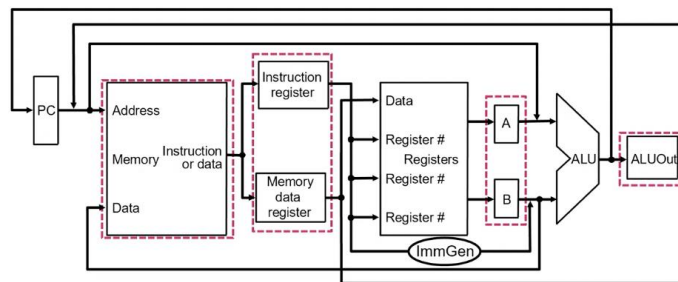 PC
Address
Memory
Instruction
or data
Data
Instruction
register
Memory
data
register
Data
Register #
Registers
Register #
Register #
ImmGen
A
B
ALU
ALUOut